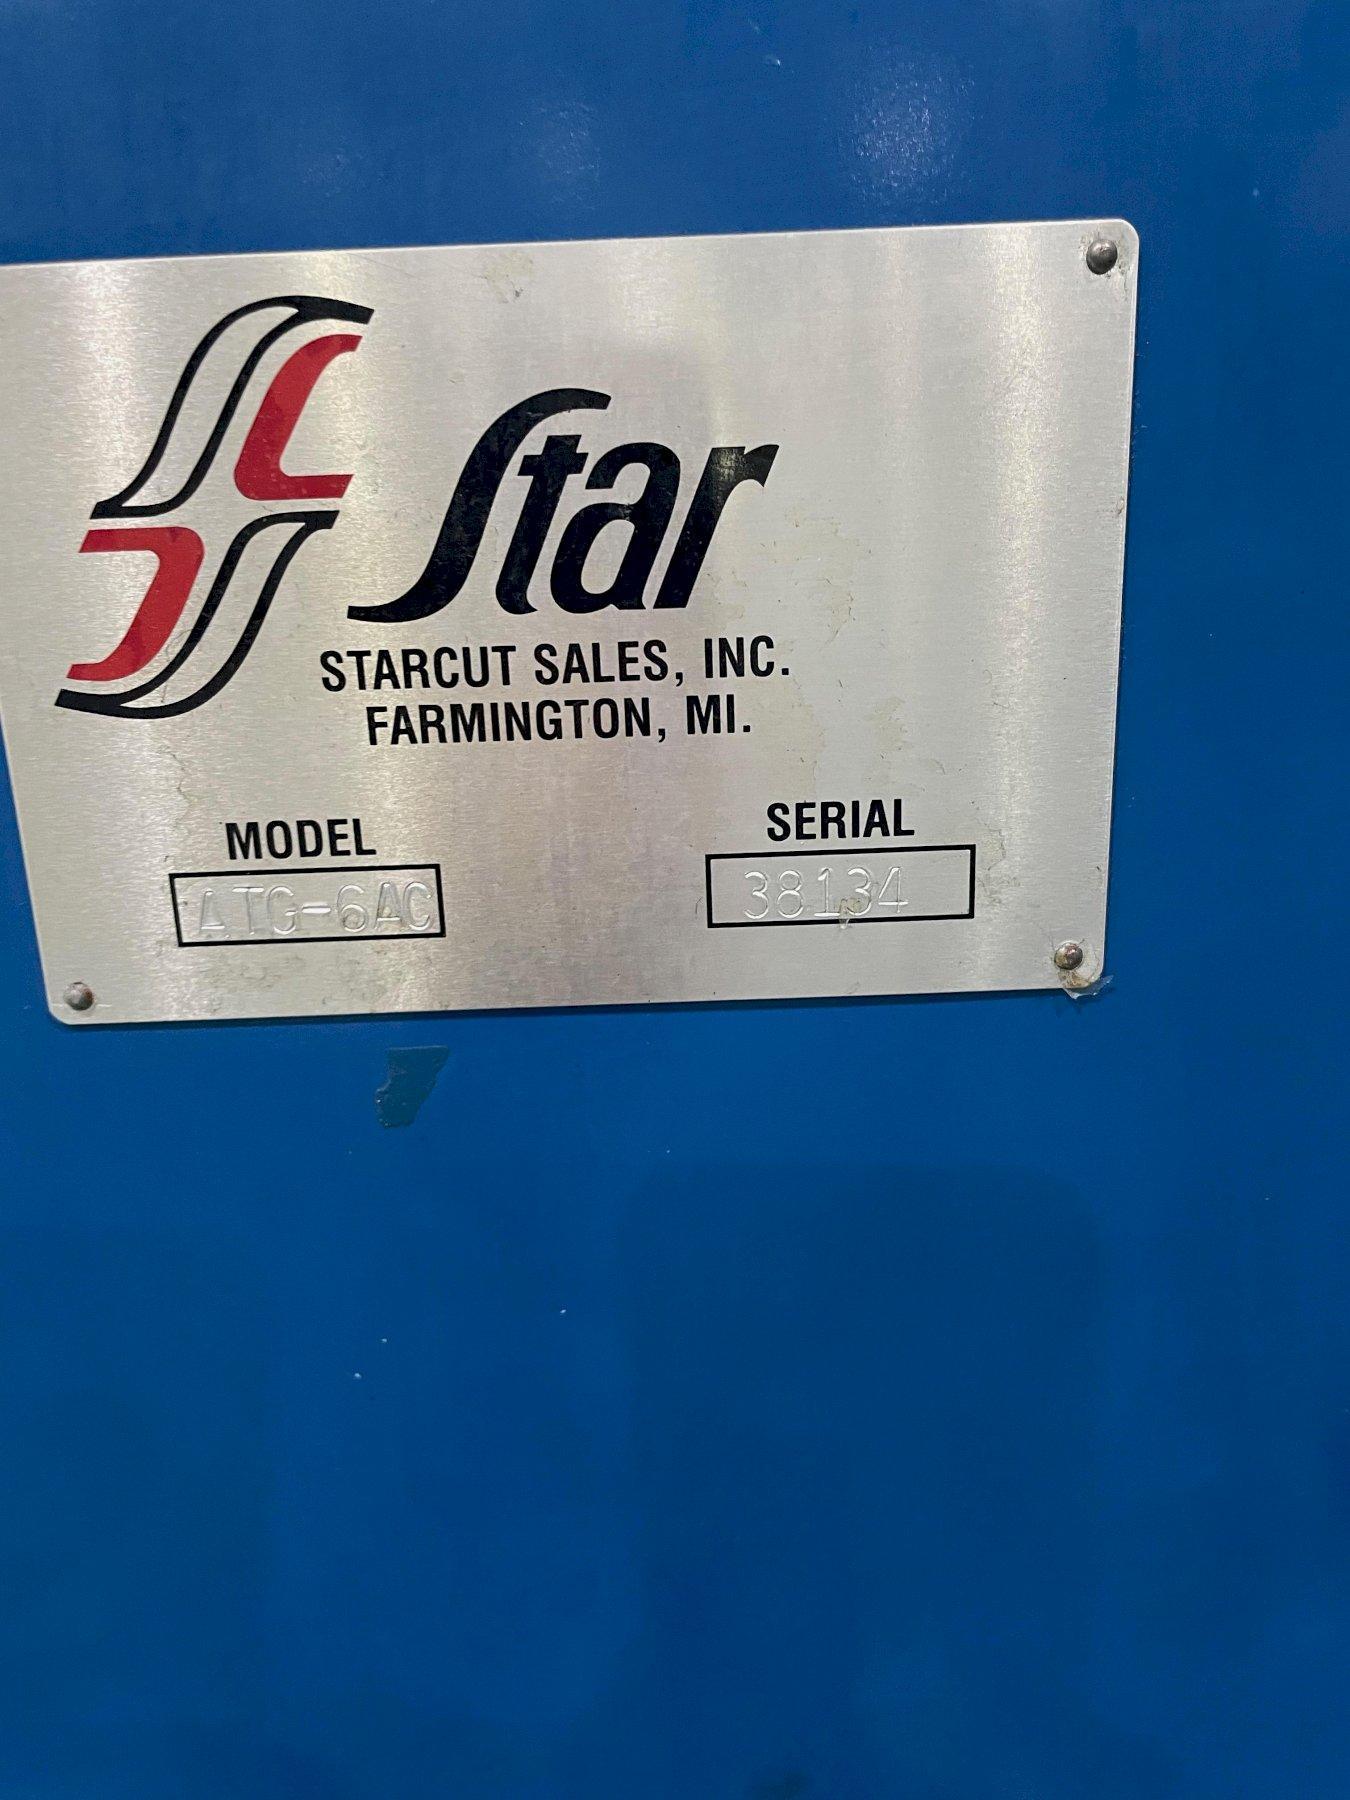 Star
STARCUT SALES, INC.
FARMINGTON, MI.
MODEL
ATG-6AC
SERIAL
38134